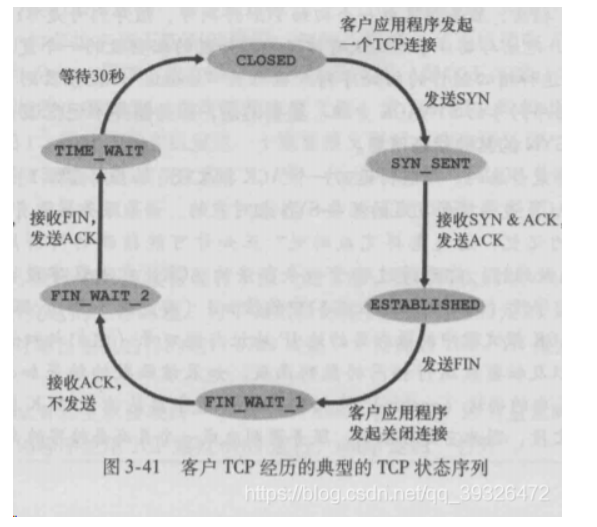 客户应用程序发起
一个TCP连接
CLOSED
等待30秒
发送SYN
TIME_WAIT
SYN_SENT
接收FIN,
发送ACK
接收SYN & ACK,
发送ACK
FIN_WAIT_2
ESTABLISHED
发送FIN
接收ACK,
不发送
FIN_WAIT_1
客户应用程序
发起关闭连接
图 3-41 客户 TCP 经历的典型的 TCP 状态序列
https://blog.csdn.net/qq_39326472